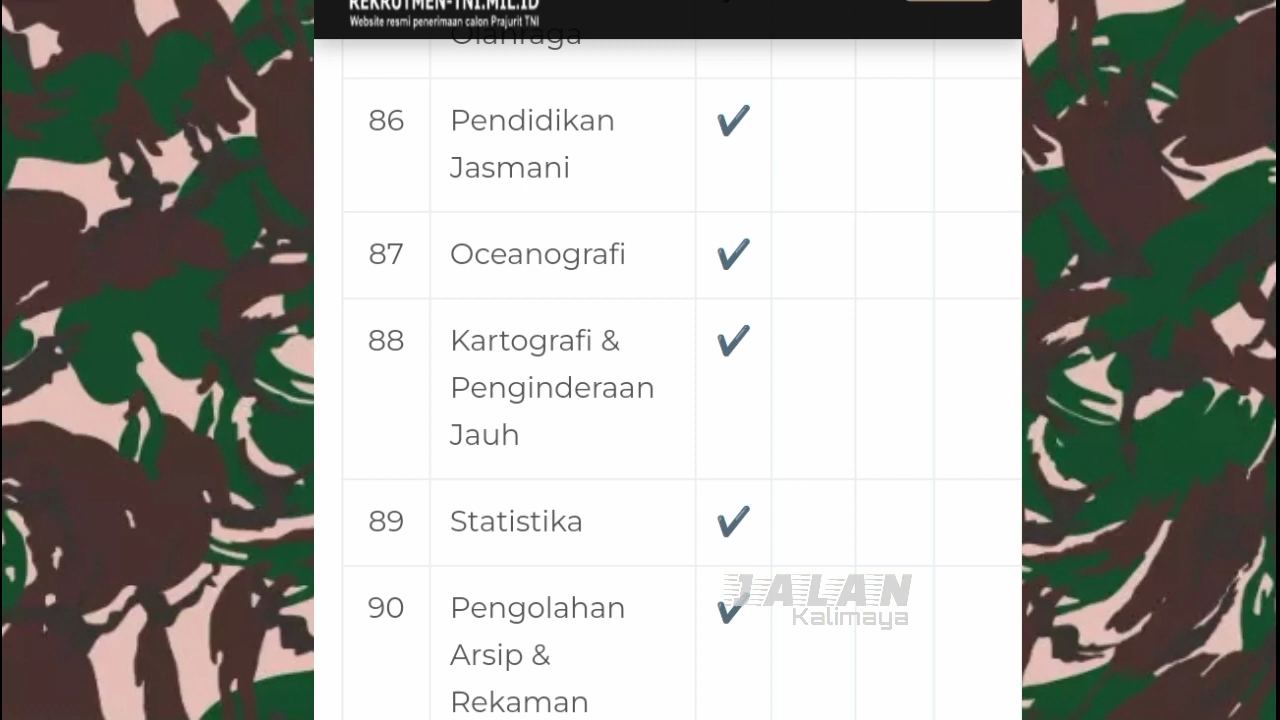 REKRUTMEN-TNI.MIL.ID
Website resmi penerimaan calon Prajurit TNI
Olahraga
86 Pendidikan ✔
Jasmani
87 Oceanografi ✔
88 Kartografi & ✔
Penginderaan
Jauh
89 Statistika ✔
JALAN
90 Pengolahan ✔
Kalimaya
Arsip &
Rekaman